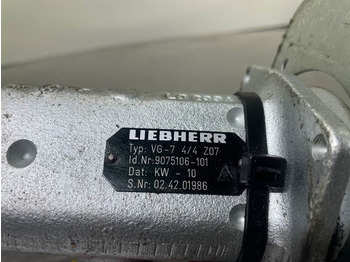 LIEBHERR
Typ: VG-7 4/4 Z07
Id.Nr:9075106-101
Dat: KW - 10
S.Nr: 02.42.01986